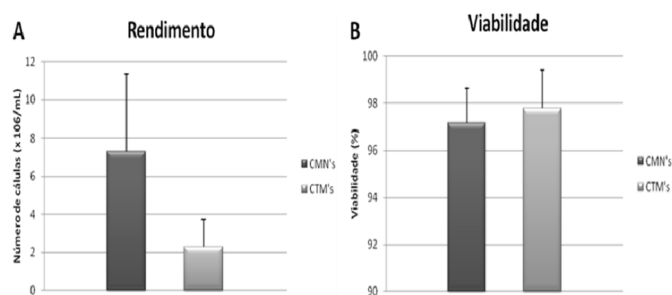 A
Rendimento
12
10
8
6
4
2
0
Número de cálulas (x 106/mL)
CMN's
CTM's
B
Viabilidade
100
98
96
94
92
90
Viabilidade (%)
CMN's
CTM's